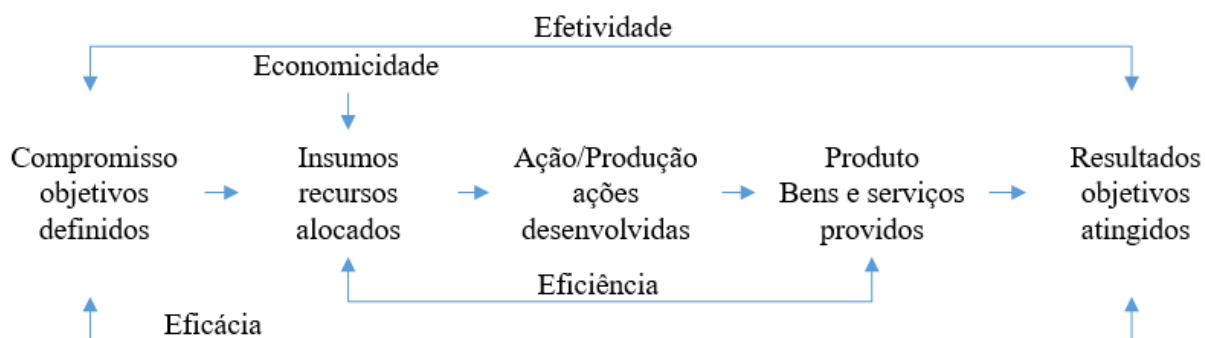 Efetividade
Economicidade
Compromisso
objetivos
definidos
Insumos
recursos
alocados
Ação/Produção
ações
desenvolvidas
Produto
Bens e serviços
providos
Resultados
objetivos
atingidos
Eficiência
Eficácia